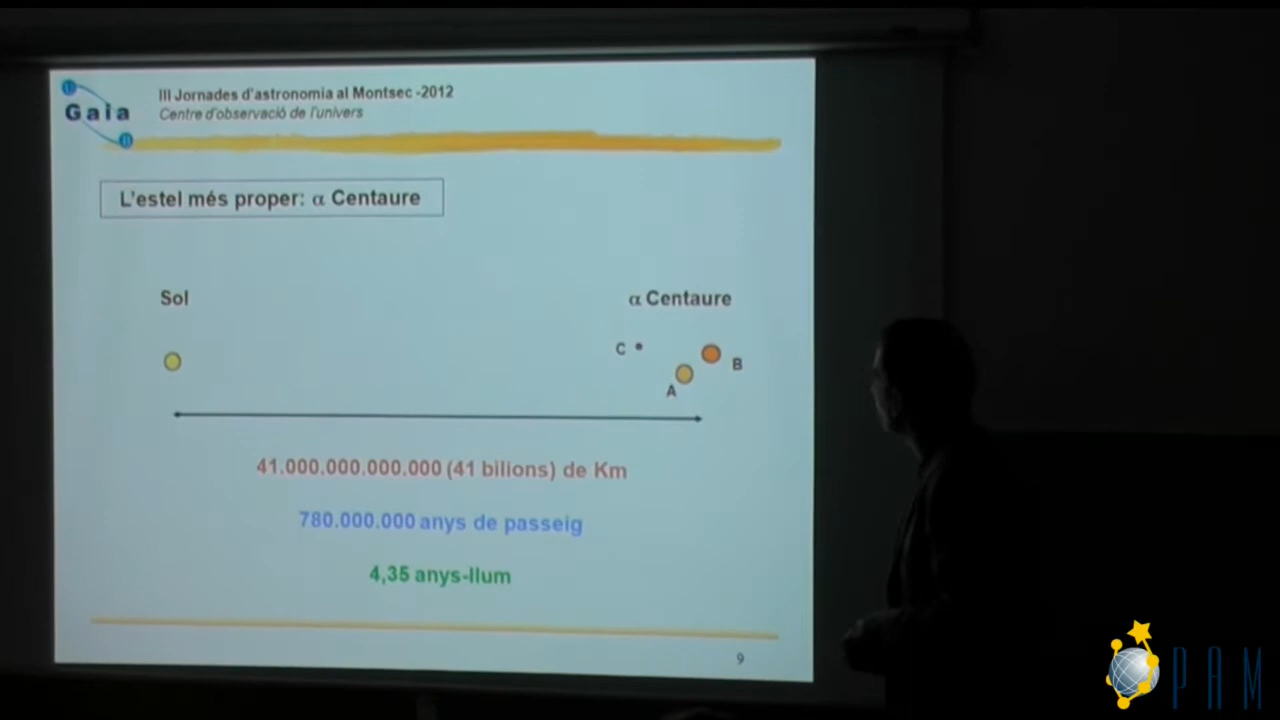 Gaia
III Jornades d'astronomia al Montsec -2012
Centre d'observació de l'univers
L'estel més proper: α Centaure
Sol
α Centaure
C
B
A
41.000.000.000.000 (41 bilions) de Km
780.000.000 anys de passeig
4,35 anys-llum
9
PAM